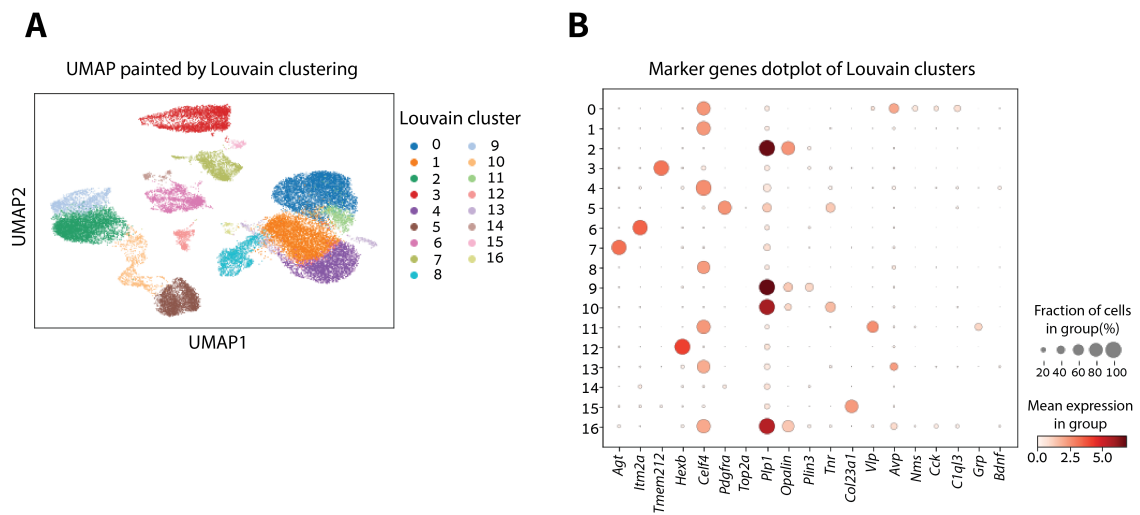 A
B
UMAP painted by Louvain clustering
Marker genes dotplot of Louvain clusters
UMAP2
UMAP1
Louvain cluster
0
1
2
3
4
5
6
7
8
9
10
11
12
13
14
15
16
0
1
2
3
4
5
6
7
8
9
10
11
12
13
14
15
16
Agt
Itm2a
Tmem212
Hexb
Celf4
Pdgfra
Top2a
Plp1
Opalin
Plin3
Tnr
Col23a1
Vip
Avp
Nms
Cck
C1ql3
Grp
Bdnf
Fraction of cells
in group(%)
20 40 60 80 100
Mean expression
in group
0.0 2.5 5.0